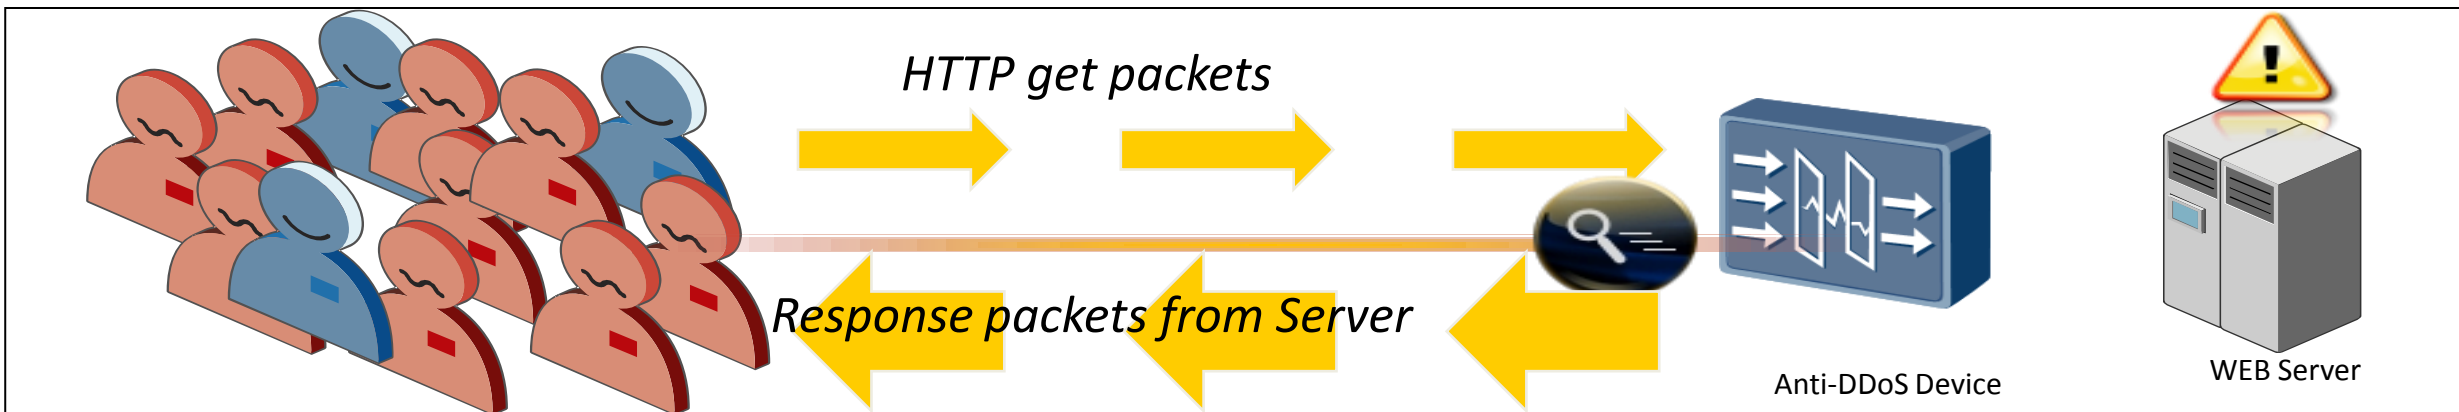 HTTP get packets
Response packets from Server
Anti-DDoS Device
WEB Server